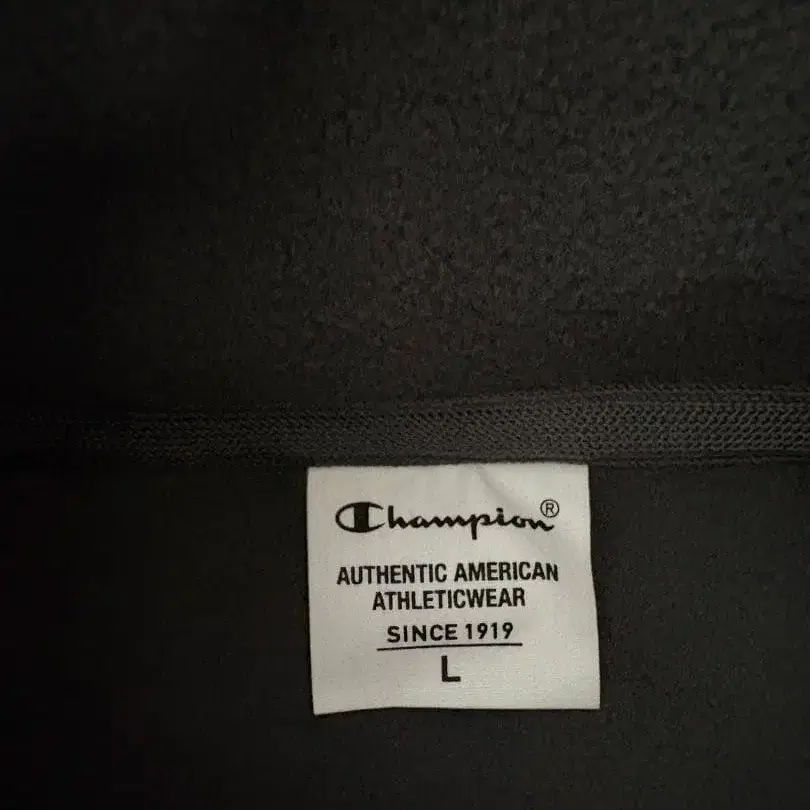 Champion®
AUTHENTIC AMERICAN
ATHLETICWEAR
SINCE 1919
L